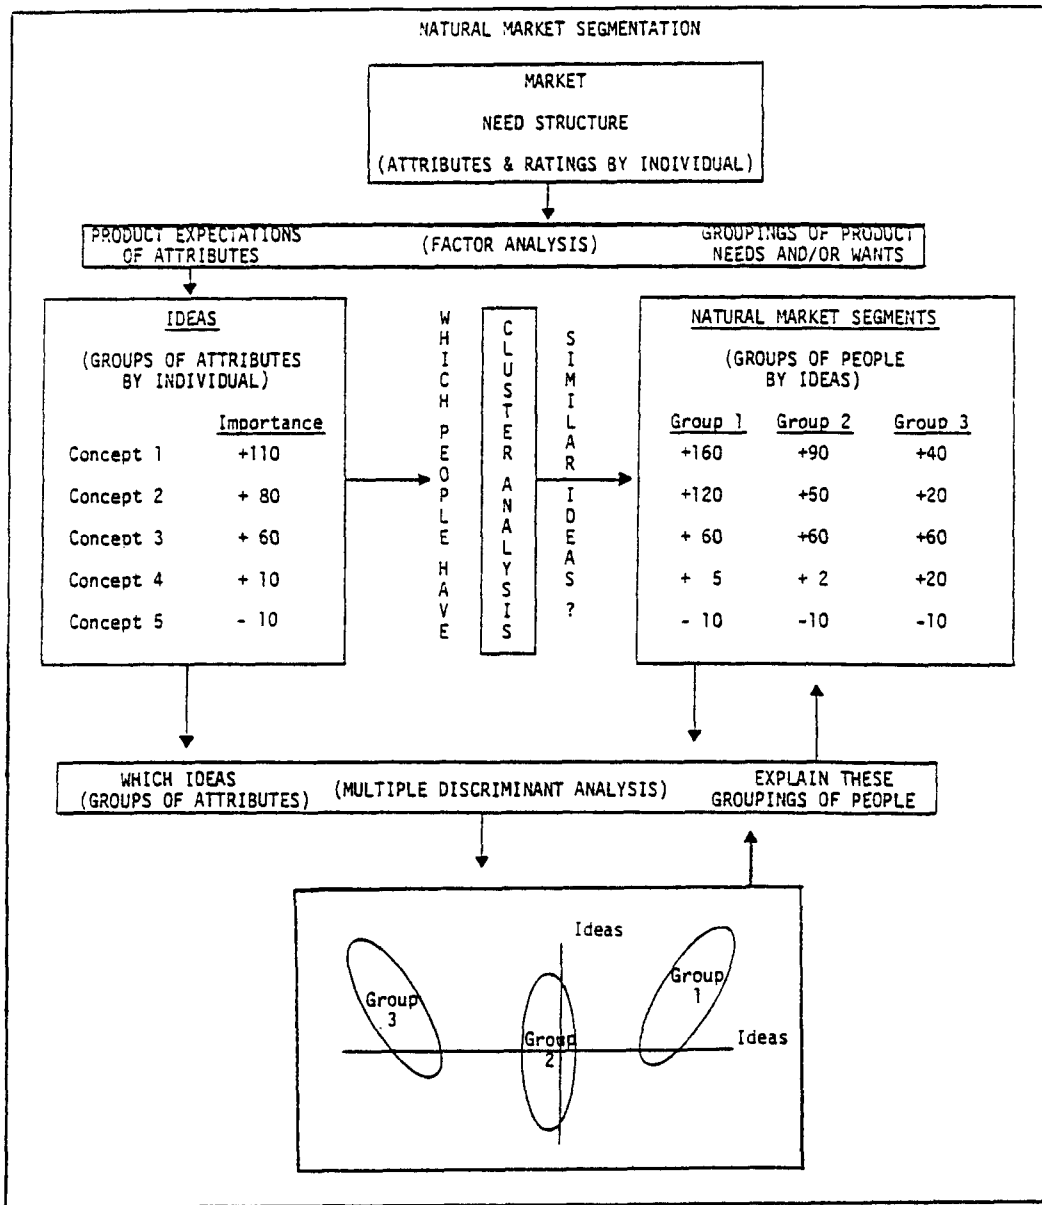 NATURAL MARKET SEGMENTATION
MARKET
NEED STRUCTURE
(ATTRIBUTES & RATINGS BY INDIVIDUAL)
PRODUCT EXPECTATIONS
OF ATTRIBUTES
(FACTOR ANALYSIS)
GROUPINGS OF PRODUCT
NEEDS AND/OR WANTS
IDEAS
(GROUPS OF ATTRIBUTES
BY INDIVIDUAL)
Importance
Concept 1 +110
Concept 2 + 80
Concept 3 + 60
Concept 4 + 10
Concept 5 - 10
WHICH PEOPLE HAVE
CLUSTER ANALYSIS
SIMILAR IDEAS ?
NATURAL MARKET SEGMENTS
(GROUPS OF PEOPLE
BY IDEAS)
Group 1 Group 2 Group 3
+160 +90 +40
+120 +50 +20
+ 60 +60 +60
+ 5 + 2 +20
- 10 -10 -10
WHICH IDEAS
(GROUPS OF ATTRIBUTES)
(MULTIPLE DISCRIMINANT ANALYSIS)
EXPLAIN THESE
GROUPINGS OF PEOPLE
Ideas
Group
1
Group
3
Group
2
Ideas